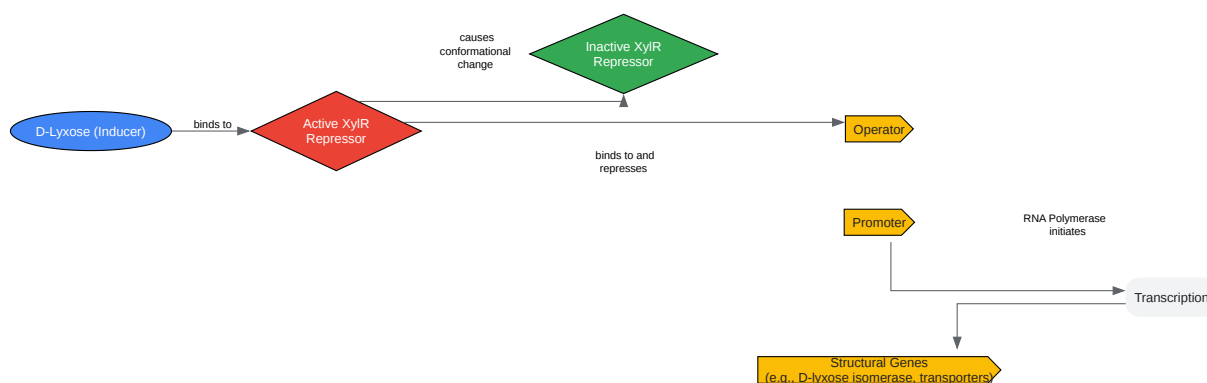 causes
conformational
change
Inactive XylR
Repressor
D-Lyxose (Inducer)
binds to
Active XylR
Repressor
Operator
binds to and
represses
Promoter
RNA Polymerase
initiates
Transcription
Structural Genes
(e.g., D-lyxose isomerase, transporters)